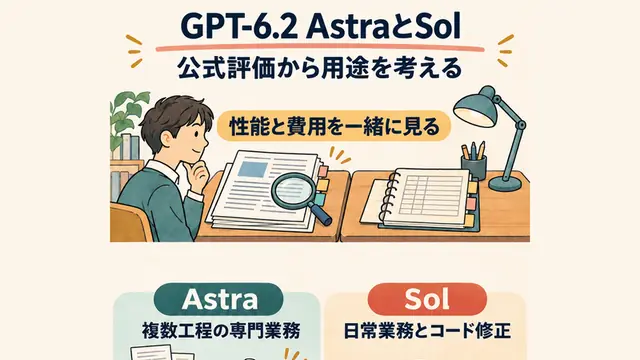 GPT-6.2 AstraとSol
公式評価から用途を考える
性能と費用を一緒に見る
Astra
複数工程の専門業務
Sol
日常業務とコード修正